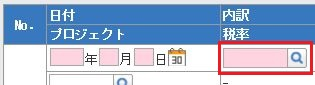 No. 日付 内訳
プロジェクト 税率
年 月 日 30
-